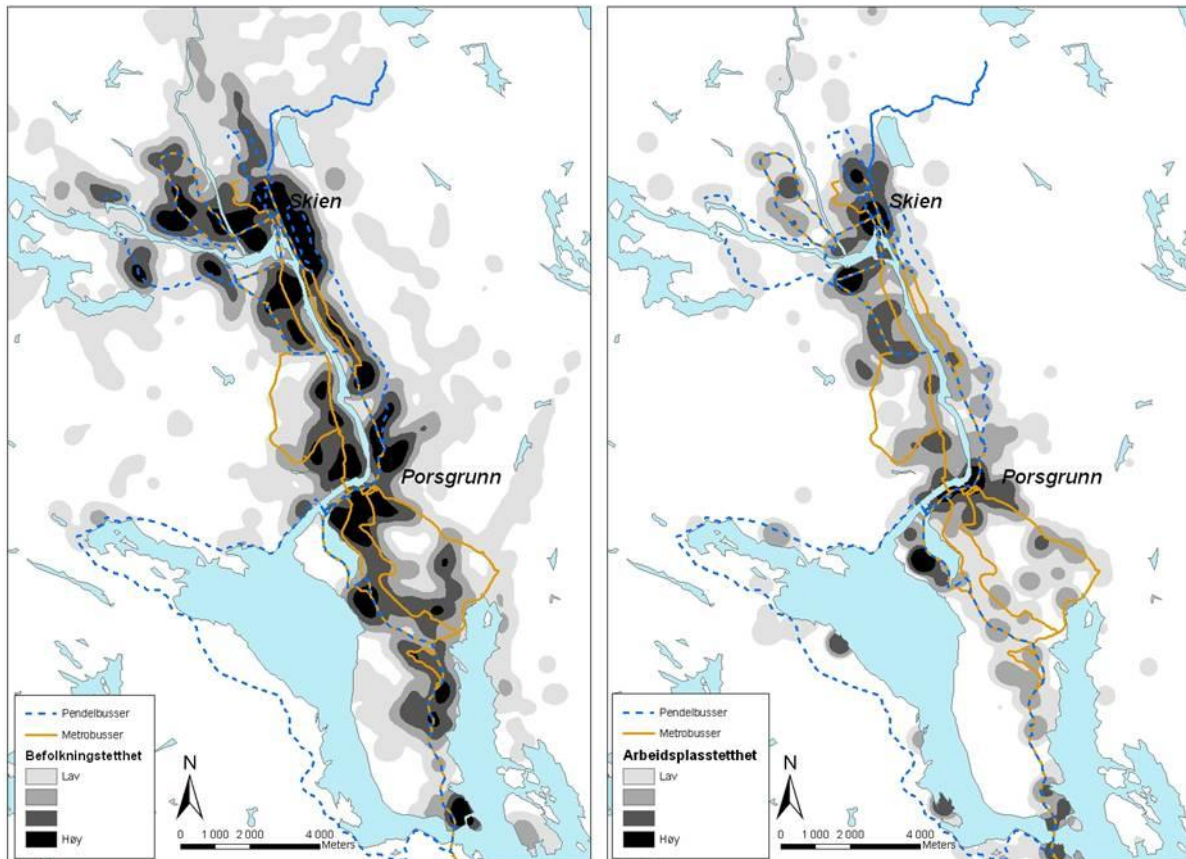 Skien
Porsgrunn
Pendelbusser
Metrobusser
Befolkningstetthet
Lav
Høy
N
0 1 000 2 000 4 000
Meters
Skien
Porsgrunn
Pendelbusser
Metrobusser
Arbeidsplasstetthet
Lav
Høy
N
0 1 000 2 000 4 000
Meters